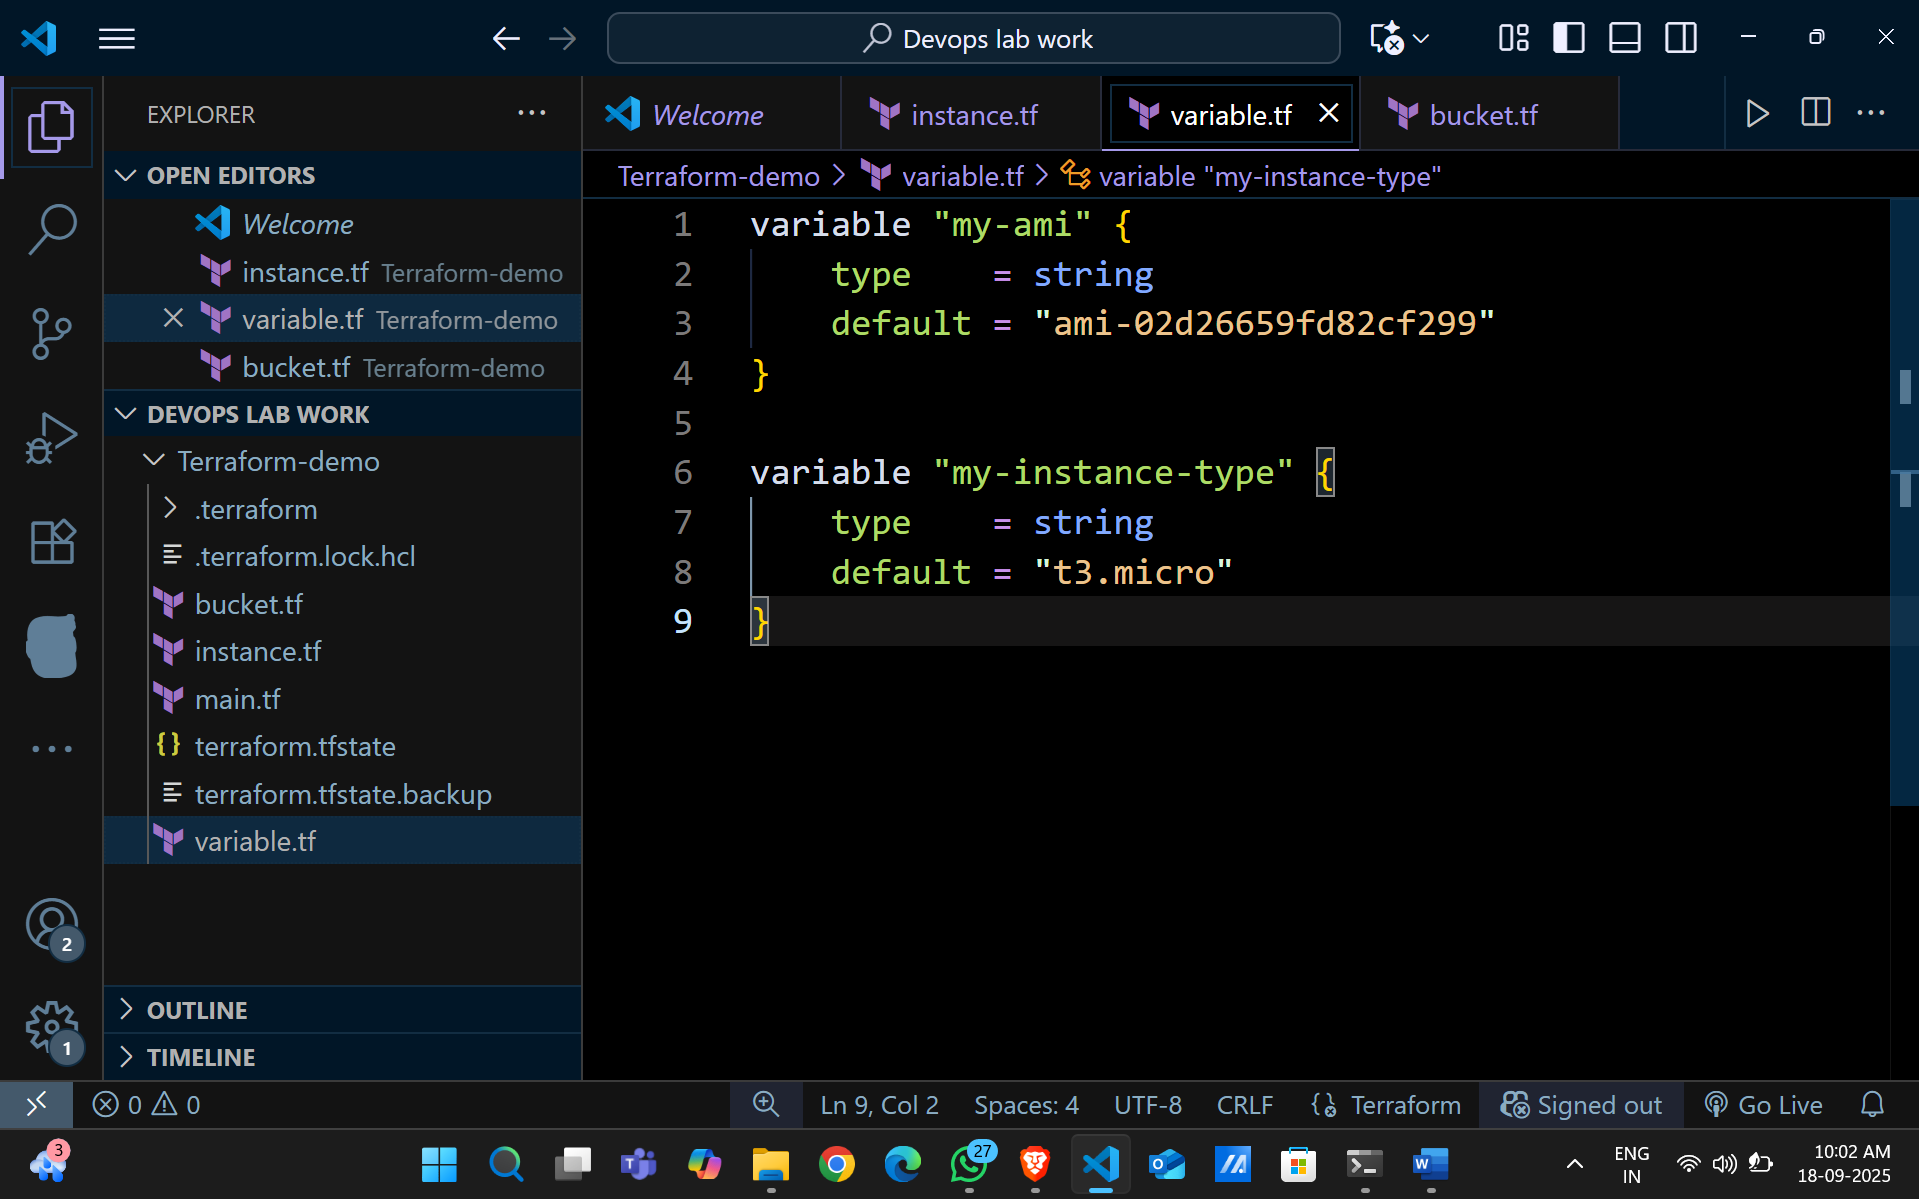 Devops lab work
EXPLORER
OPEN EDITORS
Welcome
instance.tf Terraform-demo
variable.tf Terraform-demo
bucket.tf Terraform-demo
DEVOPS LAB WORK
Terraform-demo
.terraform
.terraform.lock.hcl
bucket.tf
instance.tf
main.tf
terraform.tfstate
terraform.tfstate.backup
variable.tf
OUTLINE
TIMELINE
2
1
Welcome
instance.tf
variable.tf
bucket.tf
Terraform-demo > variable.tf > variable "my-instance-type"
1 variable "my-ami" {
2     type    = string
3     default = "ami-02d26659fd82cf299"
4 }
5
6 variable "my-instance-type" {
7     type    = string
8     default = "t3.micro"
9 }
0 0
Ln 9, Col 2 Spaces: 4 UTF-8 CRLF {} Terraform Signed out Go Live
3
27
ENG
IN
10:02 AM
18-09-2025